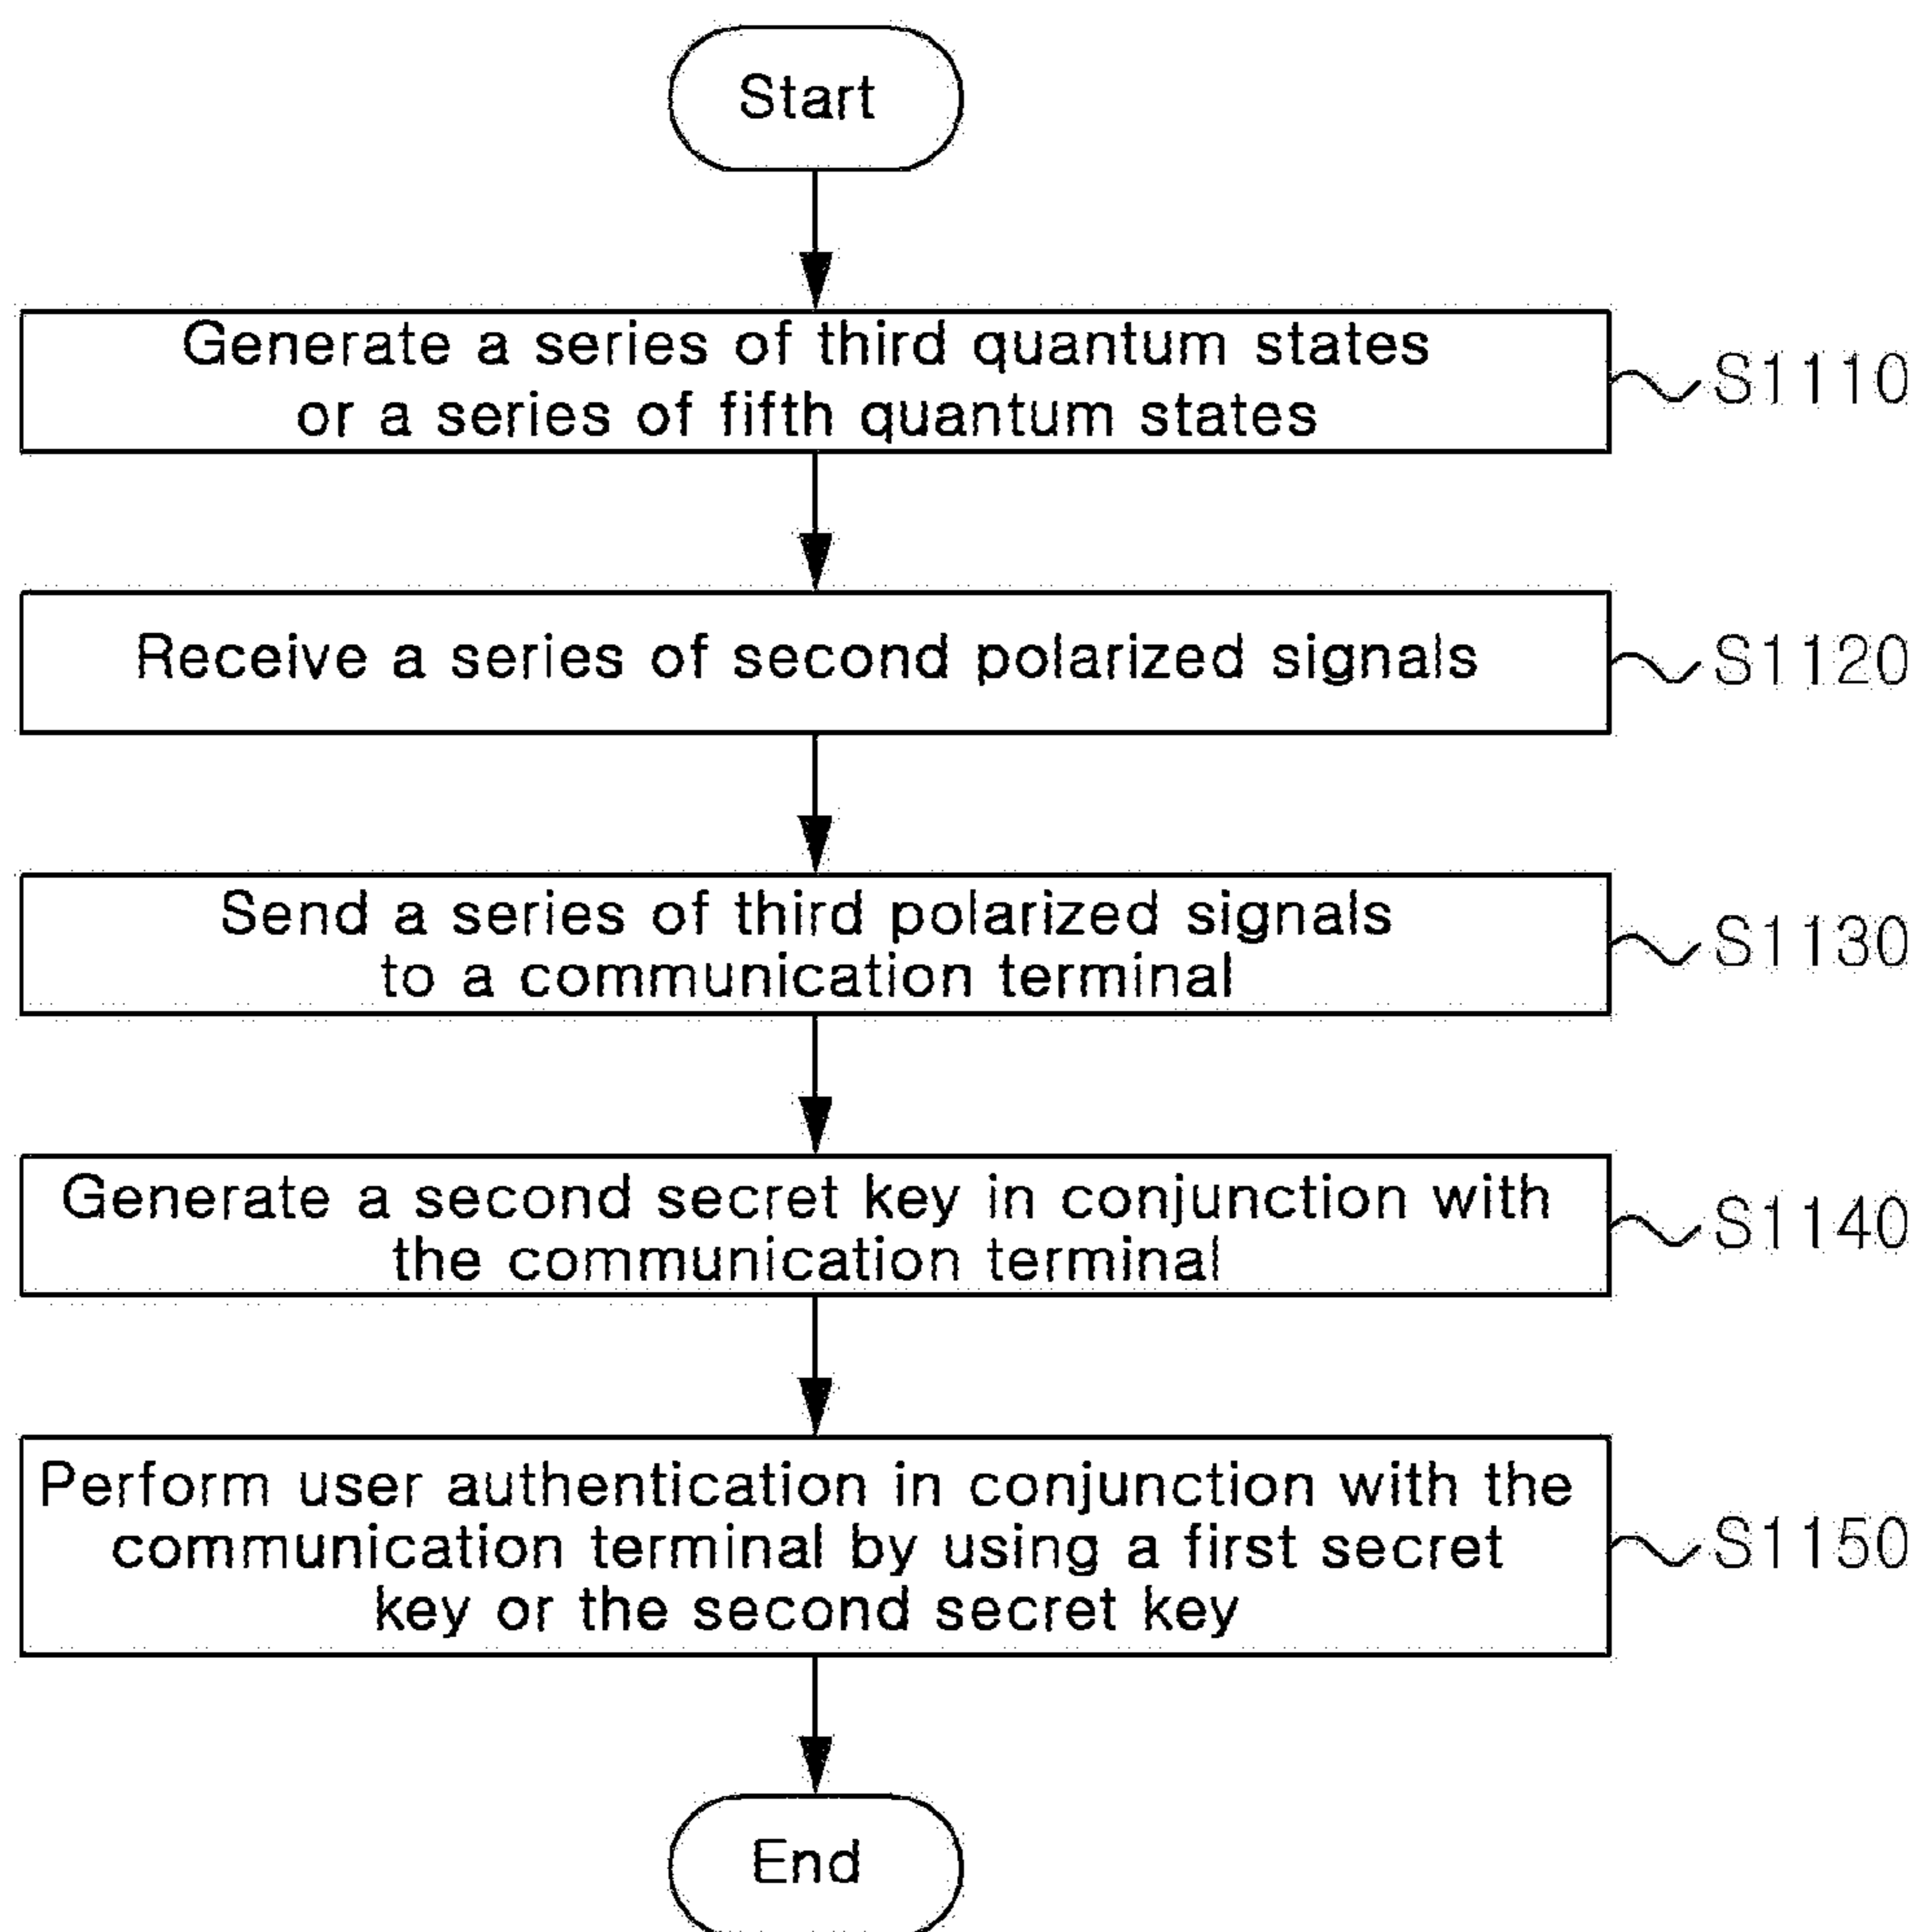 Start
Generate a series of third quantum states
or a series of fifth quantum states
S1110
Receive a series of second polarized signals
S1120
Send a series of third polarized signals
to a communication terminal
S1130
Generate a second secret key in conjunction with
the communication terminal
S1140
Perform user authentication in conjunction with the
communication terminal by using a first secret
key or the second secret key
S1150
End